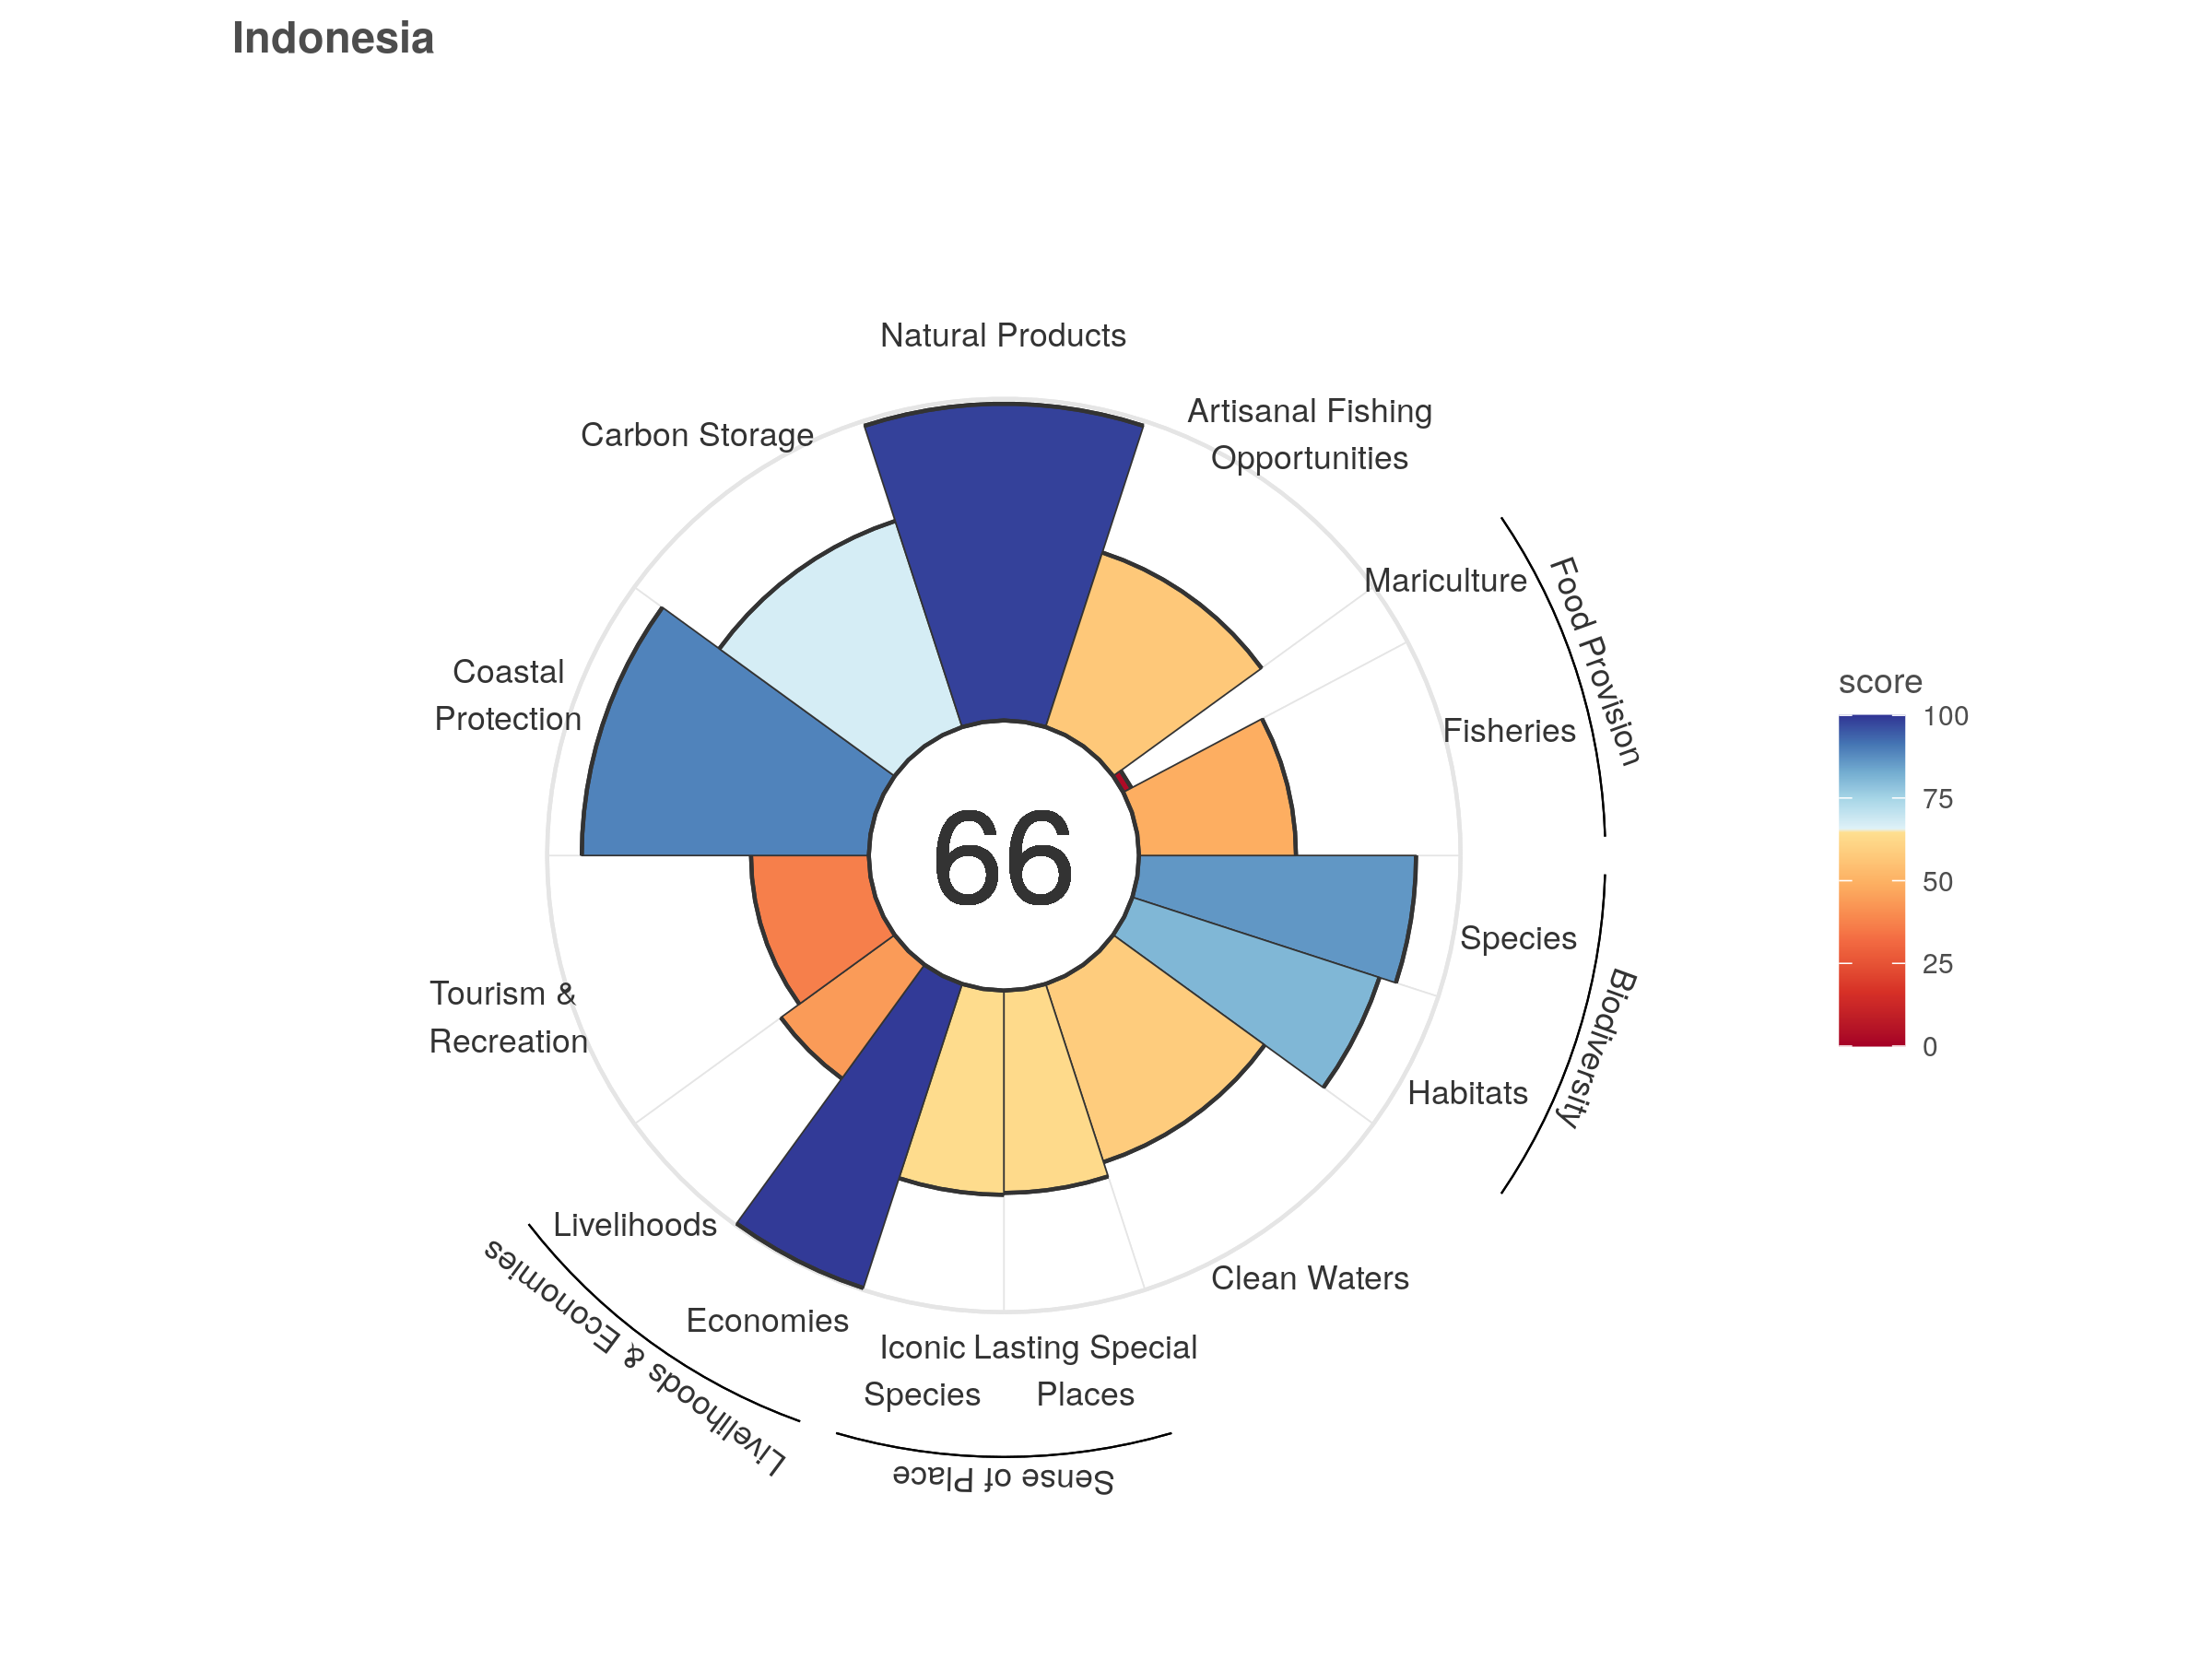 Indonesia
Natural Products
Artisanal Fishing
Opportunities
Carbon Storage
Mariculture
Food Provision
Coastal
Protection
Fisheries
66
Species
Biodiversity
Habitats
Tourism &
Recreation
Clean Waters
Livelihoods
Economies
Livelihoods & Economies
Iconic
Species
Lasting Special
Places
Sense of Place
score
100
75
50
25
0